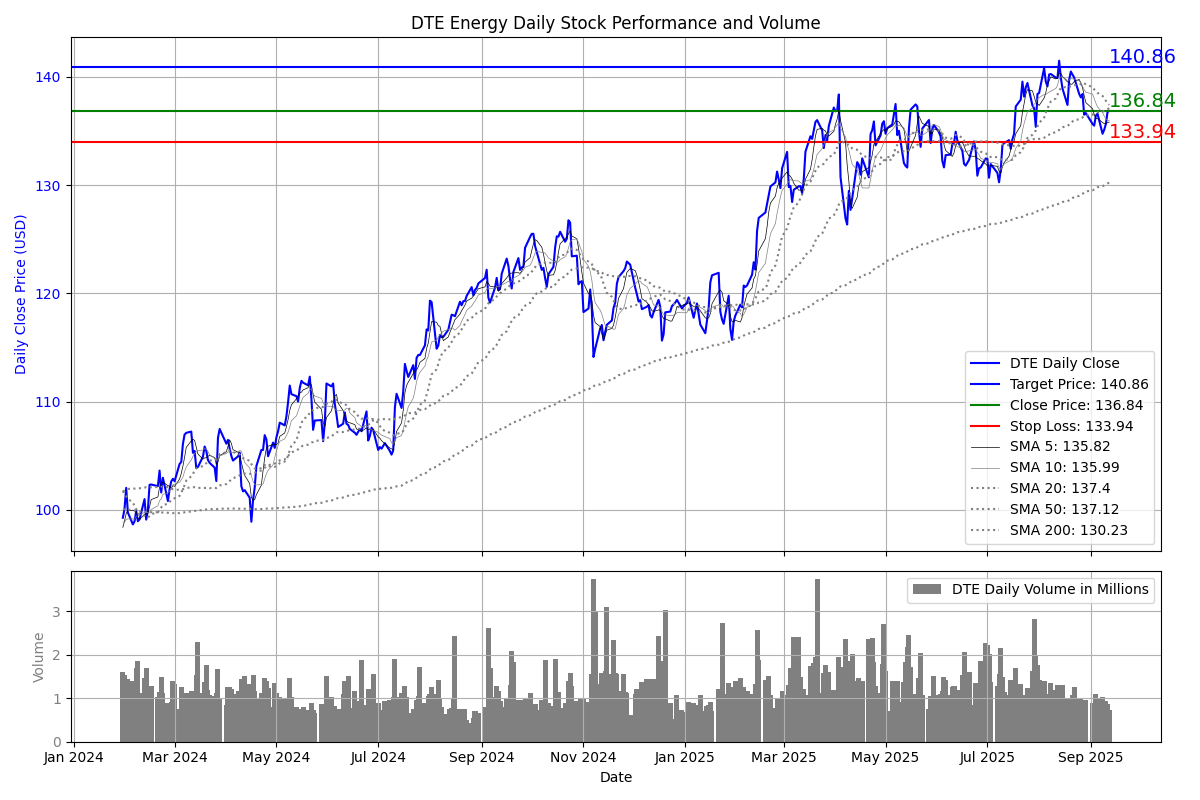 DTE Energy Daily Stock Performance and Volume
140.86
136.84
133.94
140
130
120
110
100
Daily Close Price (USD)
DTE Daily Close
Target Price: 140.86
Close Price: 136.84
Stop Loss: 133.94
SMA 5: 135.82
SMA 10: 135.99
SMA 20: 137.4
SMA 50: 137.12
SMA 200: 130.23
DTE Daily Volume in Millions
3
2
1
0
Volume
Jan 2024
Mar 2024
May 2024
Jul 2024
Sep 2024
Nov 2024
Jan 2025
Mar 2025
May 2025
Jul 2025
Sep 2025
Date